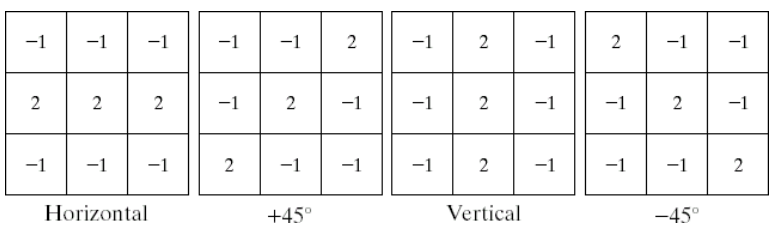 −1 −1 −1 −1 −1 2 −1 2 −1 2 −1 −1
2 2 2 −1 2 −1 −1 2 −1 −1 2 −1
−1 −1 −1 2 −1 −1 −1 2 −1 −1 −1 2
Horizontal +45° Vertical −45°